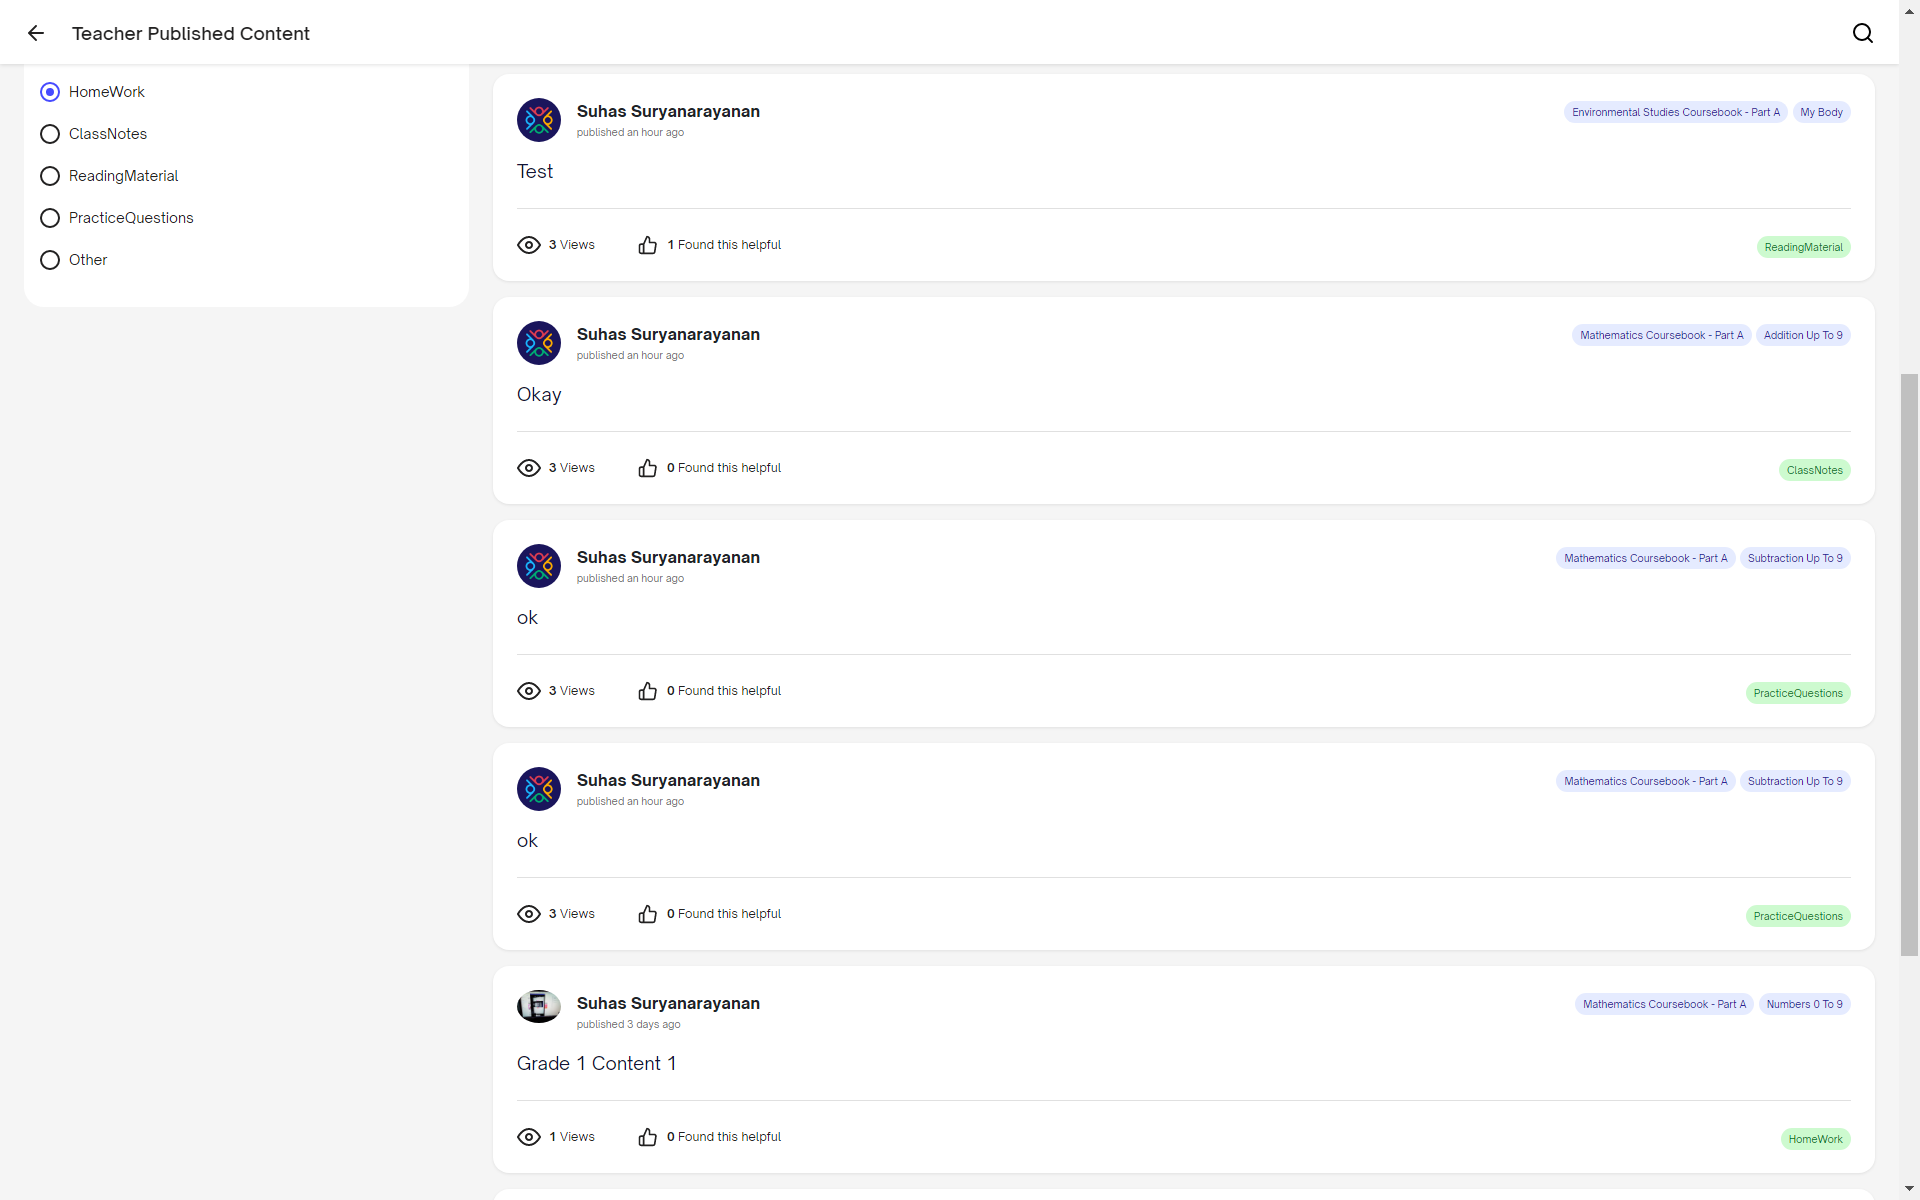 Teacher Published Content
HomeWork
ClassNotes
ReadingMaterial
PracticeQuestions
Other
Suhas Suryanarayanan
published an hour ago
Environmental Studies Coursebook - Part A
My Body
Test
3 Views
1 Found this helpful
ReadingMaterial
Suhas Suryanarayanan
published an hour ago
Mathematics Coursebook - Part A
Addition Up To 9
Okay
3 Views
0 Found this helpful
ClassNotes
Suhas Suryanarayanan
published an hour ago
Mathematics Coursebook - Part A
Subtraction Up To 9
ok
3 Views
0 Found this helpful
PracticeQuestions
Suhas Suryanarayanan
published an hour ago
Mathematics Coursebook - Part A
Subtraction Up To 9
ok
3 Views
0 Found this helpful
PracticeQuestions
Suhas Suryanarayanan
published 3 days ago
Mathematics Coursebook - Part A
Numbers 0 To 9
Grade 1 Content 1
1 Views
0 Found this helpful
HomeWork